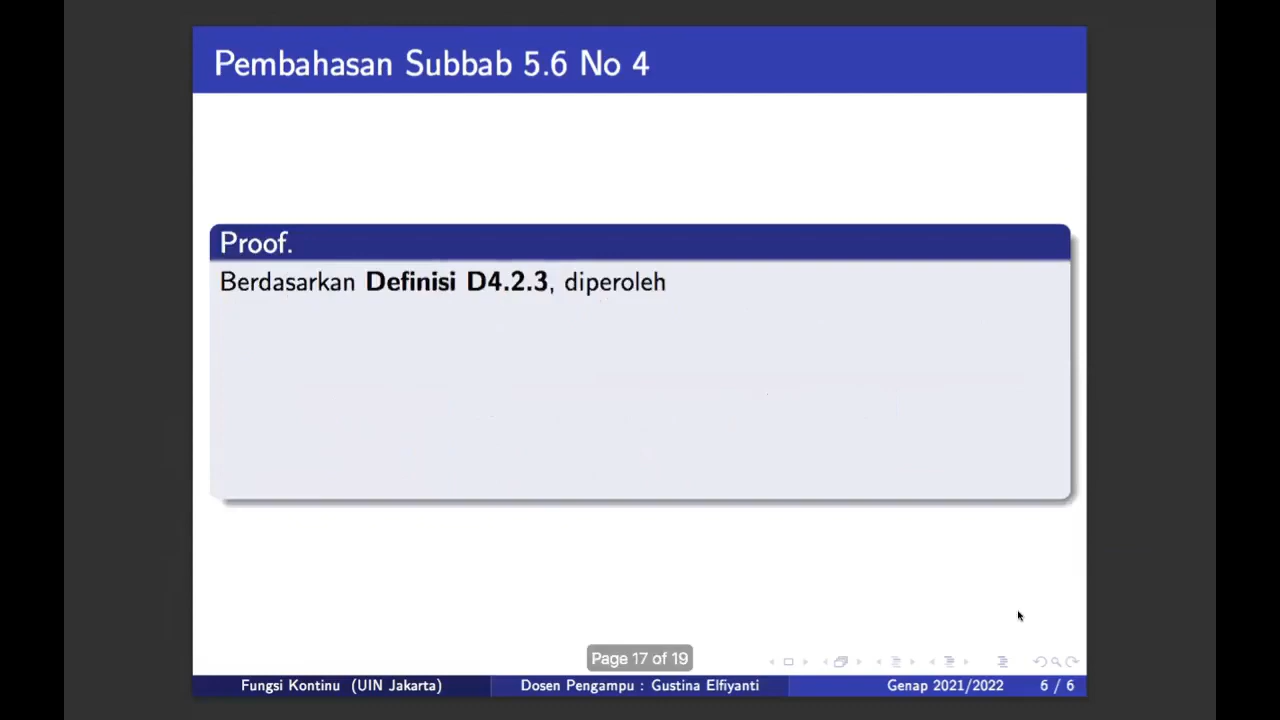 Pembahasan Subbab 5.6 No 4
Proof.
Berdasarkan Definisi D4.2.3, diperoleh
Page 17 of 19
Fungsi Kontinu (UIN Jakarta)
Dosen Pengampu : Gustina Elfiyanti
Genap 2021/2022
6 / 6